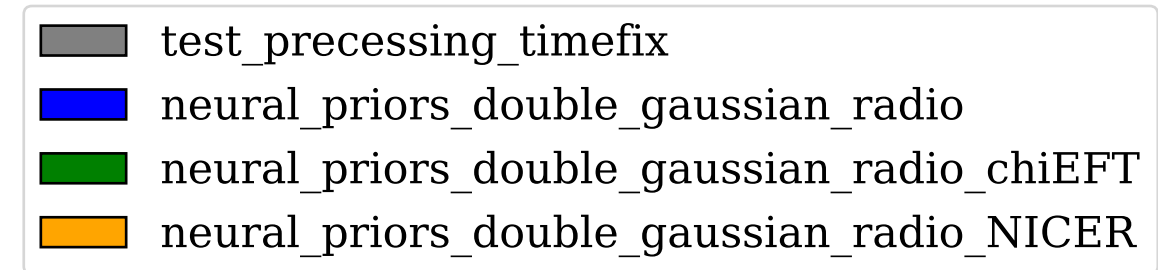 test_precessing_timefix
neural_priors_double_gaussian_radio
neural_priors_double_gaussian_radio_chiEFT
neural_priors_double_gaussian_radio_NICER